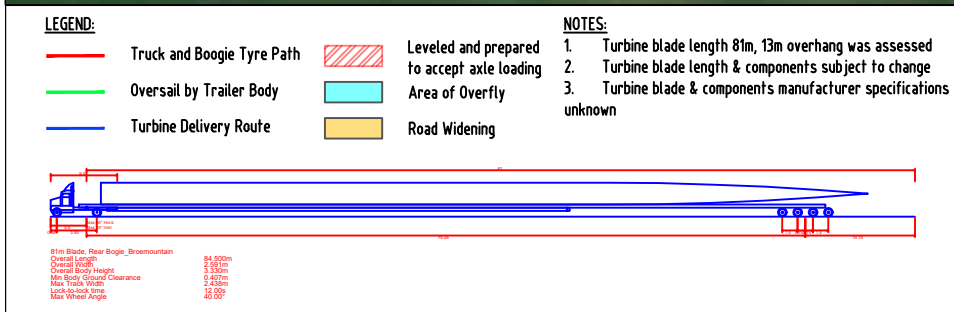 LEGEND:
Truck and Boogie Tyre Path
Oversail by Trailer Body
Turbine Delivery Route
Leveled and prepared
to accept axle loading
Area of Overfly
Road Widening
NOTES:
1. Turbine blade length 81m, 13m overhang was assessed
2. Turbine blade length & components subject to change
3. Turbine blade & components manufacturer specifications
unknown
81
81m Blade, Rear Bogie_Broemountain
Overall Length 84.500m
Overall Width 2.591m
Overall Body Height 3.330m
Min Body Ground Clearance 0.407m
Max Track Width 2.438m
Lock-to-lock time 12.00s
Max Wheel Angle 40.00°